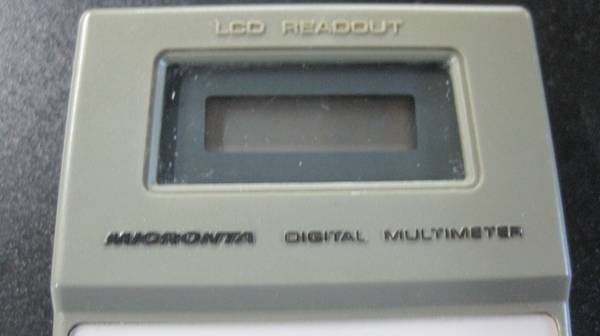 LCD READOUT
MICRONTA DIGITAL MULTIMETER